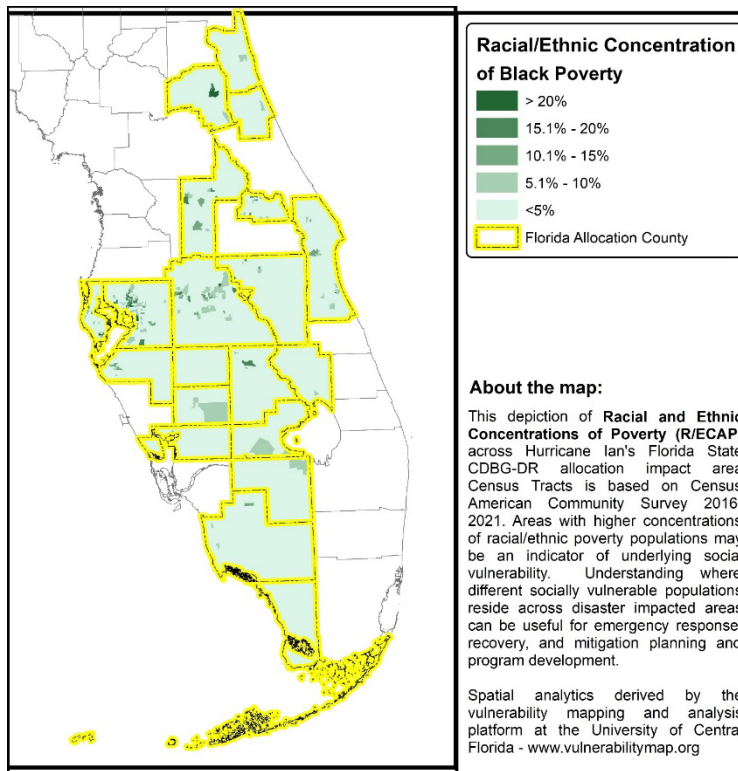 Racial/Ethnic Concentration
of Black Poverty
> 20%
15.1% - 20%
10.1% - 15%
5.1% - 10%
<5%
Florida Allocation County
About the map:
This depiction of Racial and Ethnic
Concentrations of Poverty (R/ECAP
across Hurricane Ian's Florida State
CDBG-DR allocation impact area
Census Tracts is based on Census
American Community Survey 2016
2021. Areas with higher concentrations
of racial/ethnic poverty populations may
be an indicator of underlying social
vulnerability. Understanding where
different socially vulnerable populations
reside across disaster impacted areas
can be useful for emergency response
recovery, and mitigation planning and
program development.
Spatial analytics derived by the
vulnerability mapping and analysis
platform at the University of Central
Florida - www.vulnerabilitymap.org